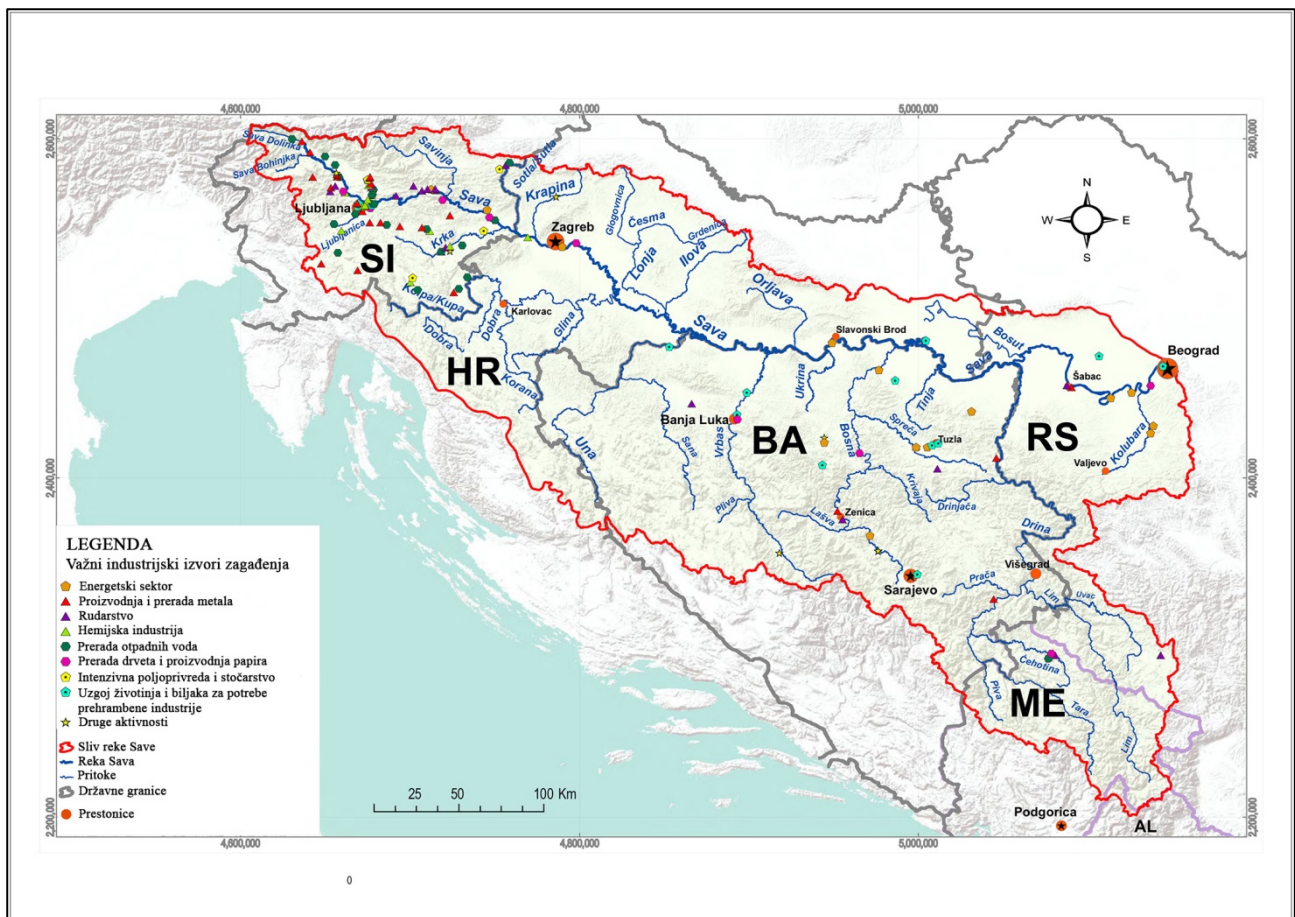 4,600,000
4,800,000
5,000,000
2,600,000
2,600,000
Sava Dolinka
Sava Bohinjka
Savinja
Sotla/Sutla
Krapina
Sava
Ljubljana
Ljubljanica
Krka
SI
Zagreb
Glogovnica
Česma
Grdenjog
Lonja
Ilova
Kolpa/Kupa
Dobra
Dobra
Karlovac
Glina
Korana
HR
Orljava
Sava
Slavonski Brod
Bosut
Sava
Beograd
Šabac
Kolubara
Valjevo
RS
N
W
E
S
Una
Sana
Banja Luka
Vrbas
Ukrina
BA
Bosna
Tinja
Spreča
Tuzla
Krivaja
Drinjača
Drina
2,400,000
2,400,000
Pliva
Lašva
Zenica
Sarajevo
Prača
Višegrad
Lim
Uvac
Ćehotina
Piva
Tara
Lim
ME
Podgorica
AL
LEGENDA
Važni industrijski izvori zagađenja
Energetski sektor
Proizvodnja i prerada metala
Rudarstvo
Hemijska industrija
Prerada otpadnih voda
Prerada drveta i proizvodnja papira
Intenzivna poljoprivreda i stočarstvo
Uzgoj životinja i biljaka za potrebe
prehrambene industrije
Druge aktivnosti
Sliv reke Save
Reka Sava
Pritoke
Državne granice
Prestonice
25 50 100 Km
2,200,000
2,200,000
4,600,000
4,800,000
5,000,000
0